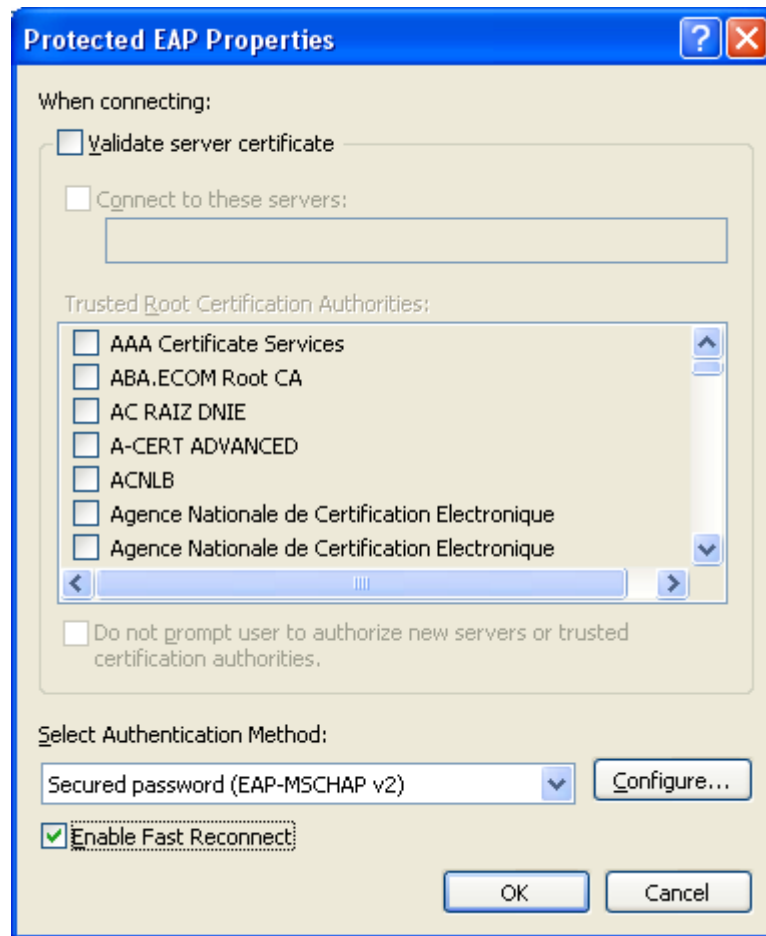 Protected EAP Properties
When connecting:
Validate server certificate
Connect to these servers:
Trusted Root Certification Authorities:
AAA Certificate Services
ABA.ECOM Root CA
AC RAIZ DNIE
A-CERT ADVANCED
ACNLB
Agence Nationale de Certification Electronique
Agence Nationale de Certification Electronique
Do not prompt user to authorize new servers or trusted
certification authorities.
Select Authentication Method:
Secured password (EAP-MSCHAP v2)
Configure...
Enable Fast Reconnect
OK
Cancel